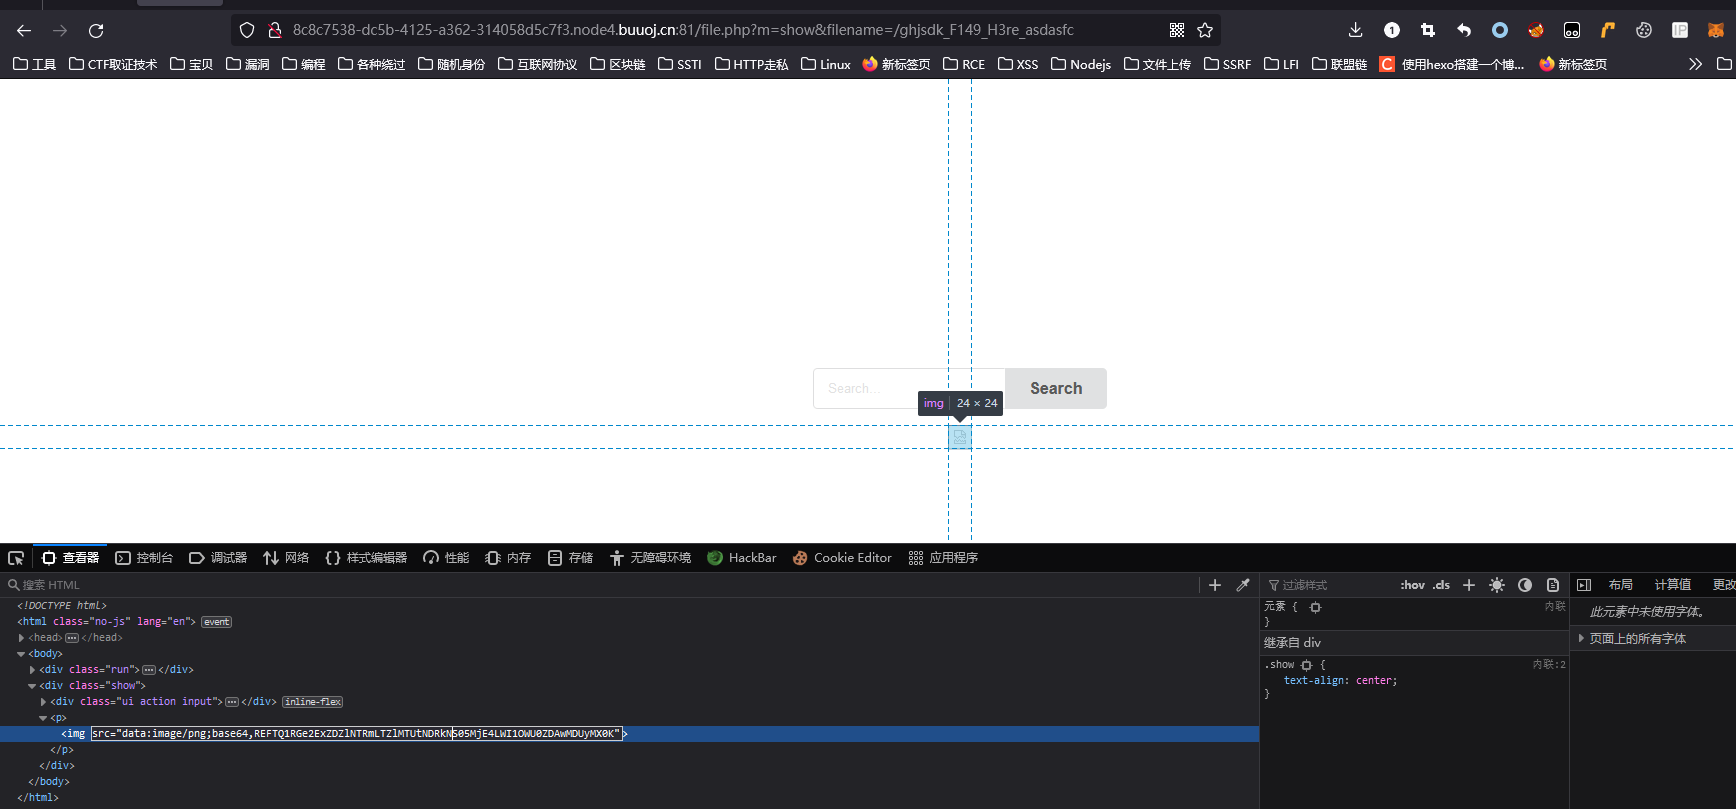 8c8c7538-dc5b-4125-a362-314058d5c7f3.node4.buuoj.cn:81/file.php?m=show&filename=/ghjsdk_F149_H3re_asdasfc
工具 CTF取证技术 宝贝 漏洞 编程 各种绕过 随机身份 互联网协议 区块链 SSTI HTTP走私 Linux 新标签页 RCE XSS Nodejs 文件上传 SSRF LFI 联盟链 C 使用hexo搭建一个博... 新标签页
Search...
Search
img 24 × 24
查看器 控制台 调试器 网络 样式编辑器 性能 内存 存储 无障碍环境 HackBar Cookie Editor 应用程序
搜索 HTML
<!DOCTYPE html>
<html class="no-js" lang="en"> event
<head>···</head>
<body>
<div class="run">···</div>
<div class="show">
<div class="ui action input">···</div> inline-flex
<p>
<img src="data:image/png;base64,REFTQ1RGe2ExZDZlNTRmLTZlMTUtNDRkNS05MjE4LWI1OWU0ZDAwMDUyMX0K">
</p>
</div>
</body>
</html>
过滤样式 :hov .cls +
元素 { 内联
}
继承自 div
.show { 内联:2
text-align: center;
}
布局 计算值 更改
此元素中未使用字体。
页面上的所有字体